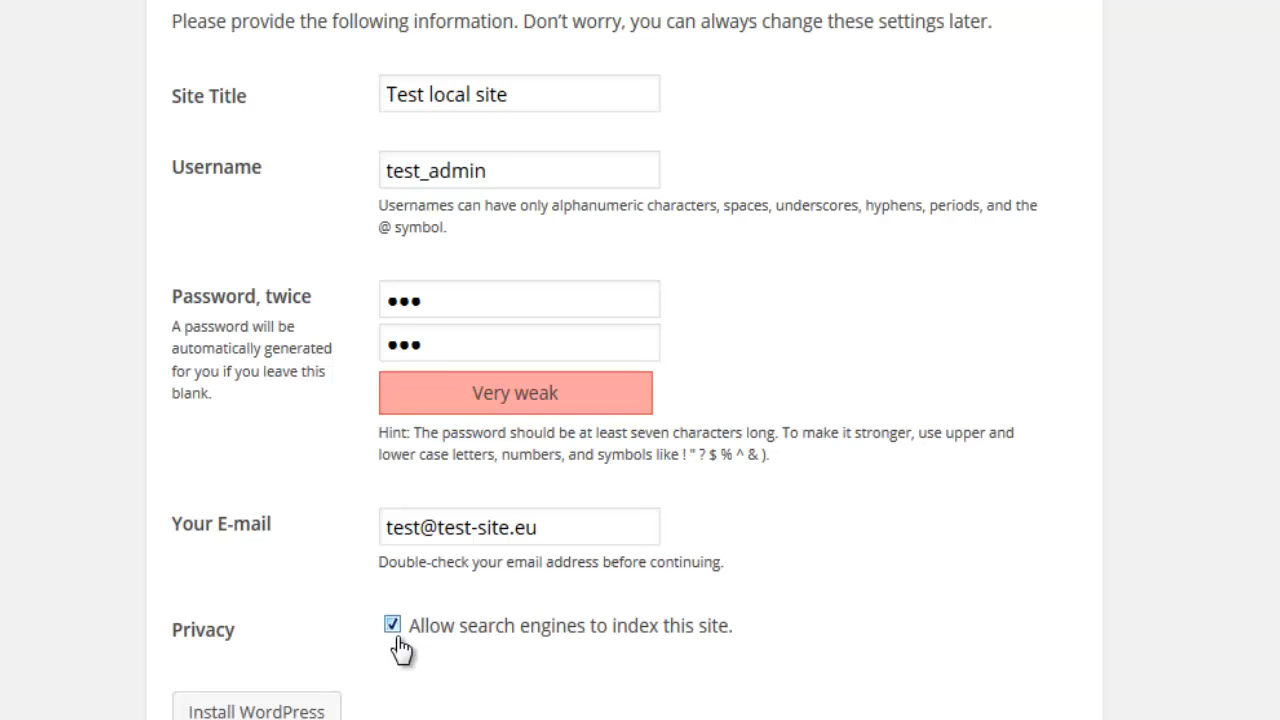 Please provide the following information. Don't worry, you can always change these settings later.
Site Title
Test local site
Username
test_admin
Usernames can have only alphanumeric characters, spaces, underscores, hyphens, periods, and the
@ symbol.
Password, twice
A password will be
automatically generated
for you if you leave this
blank.
•••
•••
Very weak
Hint: The password should be at least seven characters long. To make it stronger, use upper and
lower case letters, numbers, and symbols like ! " ? $ % ^ & ).
Your E-mail
test@test-site.eu
Double-check your email address before continuing.
Privacy
Allow search engines to index this site.
Install WordPress